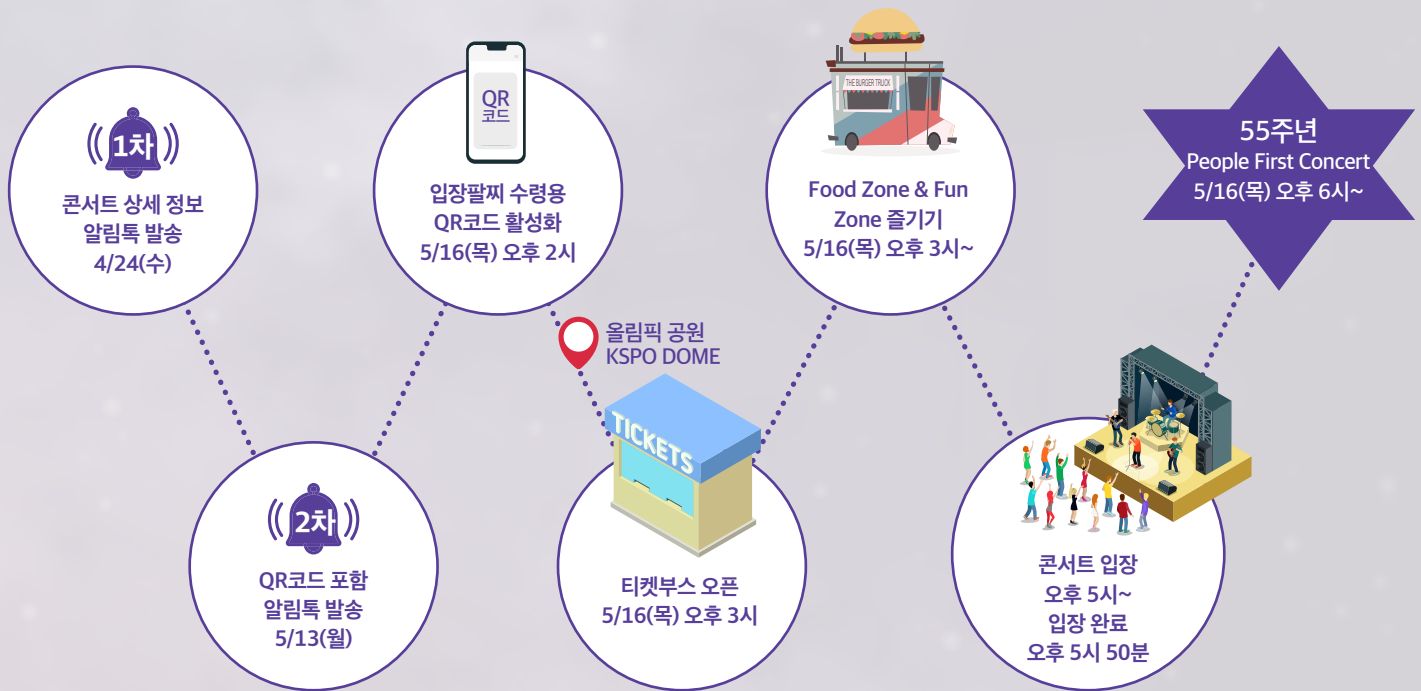 1차
콘서트 상세 정보
알림톡 발송
4/24(수)
2차
QR코드 포함
알림톡 발송
5/13(월)
QR
코드
입장팔찌 수령용
QR코드 활성화
5/16(목) 오후 2시
올림픽 공원
KSPO DOME
TICKETS
티켓부스 오픈
5/16(목) 오후 3시
THE BURGER TRUCK
Food Zone & Fun
Zone 즐기기
5/16(목) 오후 3시~
콘서트 입장
오후 5시~
입장 완료
오후 5시 50분
55주년
People First Concert
5/16(목) 오후 6시~